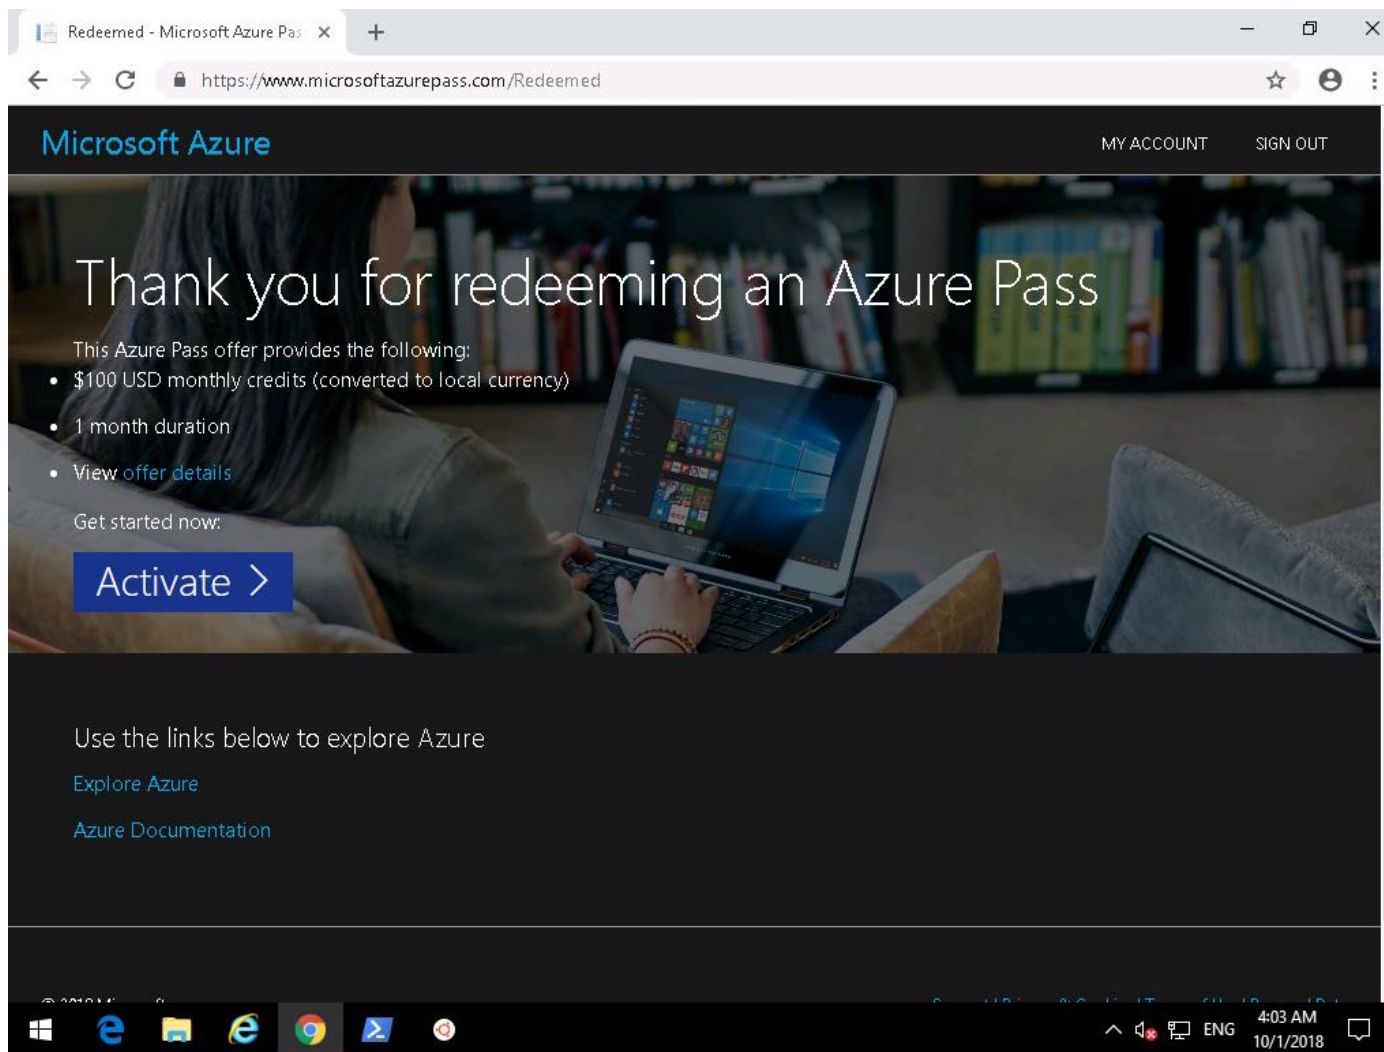 Redeemed - Microsoft Azure Pas
https://www.microsoftazurepass.com/Redeemed
Microsoft Azure
MY ACCOUNT SIGN OUT
Thank you for redeeming an Azure Pass
This Azure Pass offer provides the following:
• $100 USD monthly credits (converted to local currency)
• 1 month duration
• View offer details
Get started now:
Activate >
Use the links below to explore Azure
Explore Azure
Azure Documentation
ENG
4:03 AM
10/1/2018